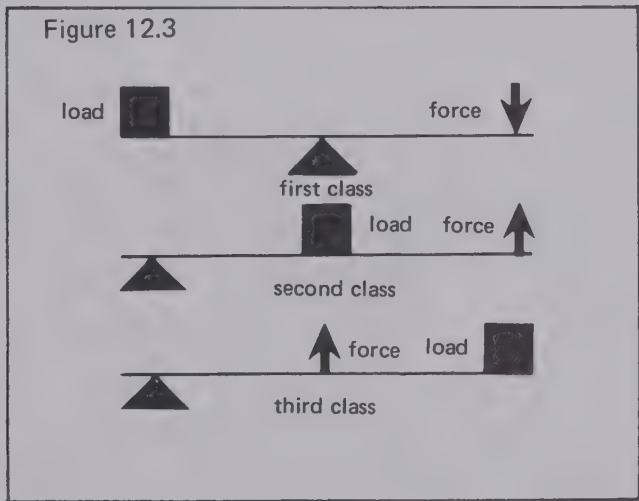 Figure 12.3
load force
first class
load force
second class
force load
third class